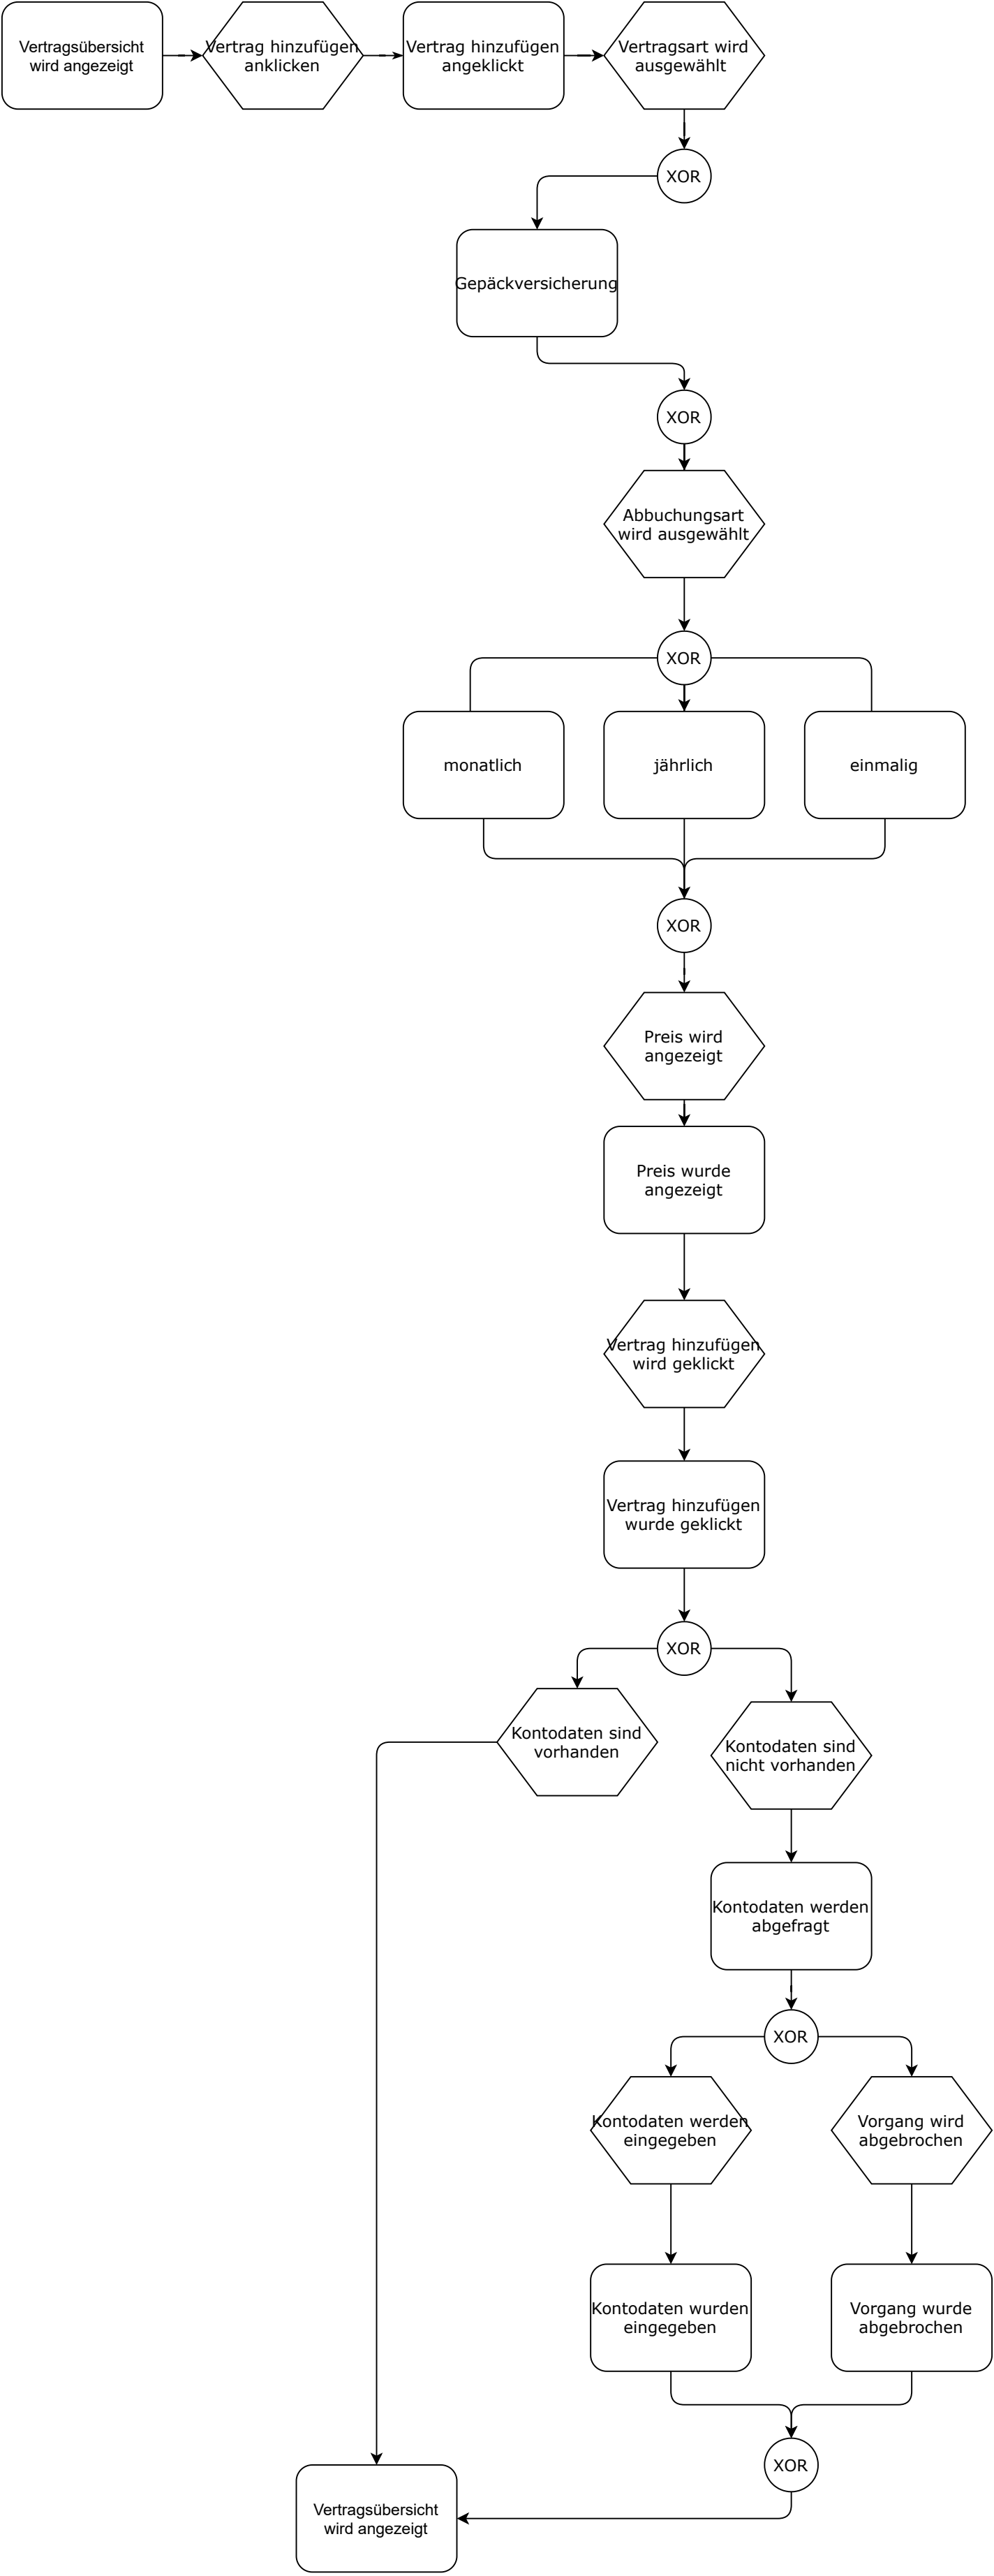 Vertragsübersicht
wird angezeigt
Vertrag hinzufügen
anklicken
Vertrag hinzufügen
angeklickt
Vertragsart wird
ausgewählt
XOR
Gepäckversicherung
XOR
Abbuchungsart
wird ausgewählt
XOR
monatlich
jährlich
einmalig
XOR
Preis wird
angezeigt
Preis wurde
angezeigt
Vertrag hinzufügen
wird geklickt
Vertrag hinzufügen
wurde geklickt
XOR
Kontodaten sind
vorhanden
Kontodaten sind
nicht vorhanden
Kontodaten werden
abgefragt
XOR
Kontodaten werden
eingegeben
Vorgang wird
abgebrochen
Kontodaten wurden
eingegeben
Vorgang wurde
abgebrochen
XOR
Vertragsübersicht
wird angezeigt